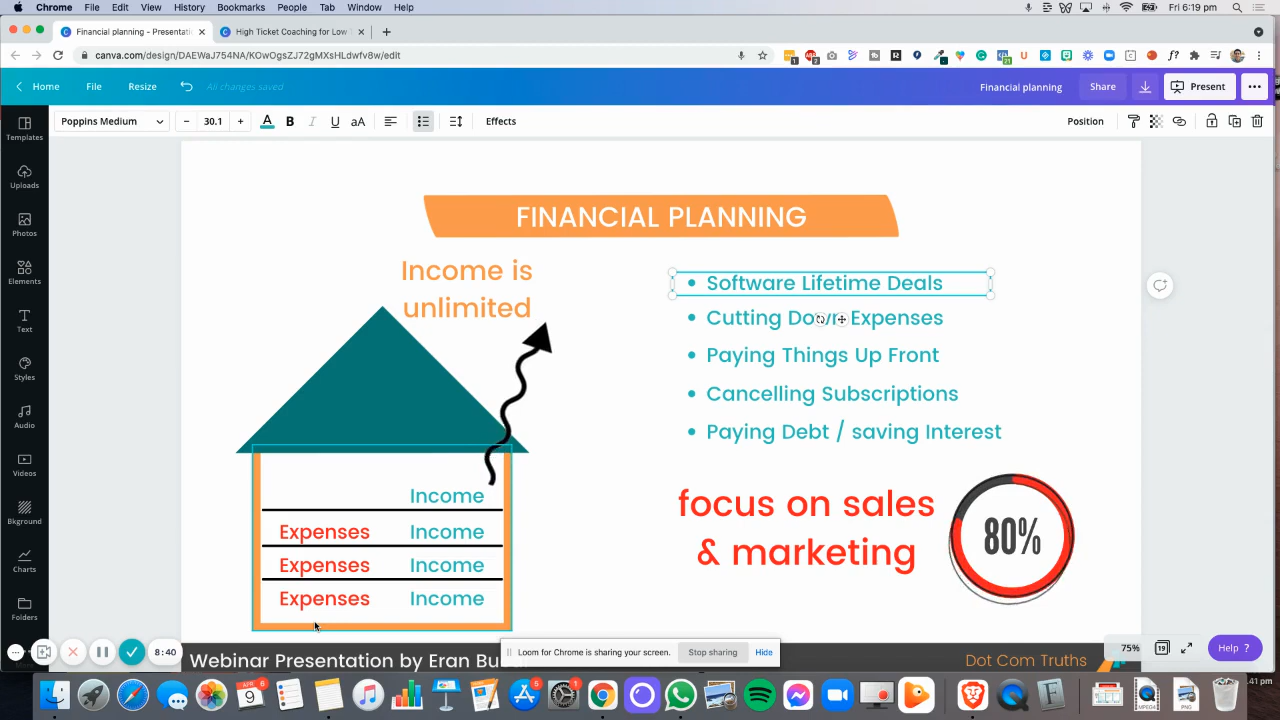 Chrome File Edit View History Bookmarks People Tab Window Help Fri 6:19 pm
Financial planning - Presentatio
High Ticket Coaching for Low T
canva.com/design/DAEWaJ754NA/KOwOgsZJ72gMXsHLdwfv8w/edit
Home File Resize All changes saved Financial planning Share Present
Poppins Medium 30.1 A B I U aA Effects Position
Templates
Uploads
Photos
Elements
Text
Styles
Audio
Videos
Bkground
Charts
Folders
FINANCIAL PLANNING
Income is
unlimited
Income
Expenses Income
Expenses Income
Expenses Income
• Software Lifetime Deals
• Cutting Down Expenses
• Paying Things Up Front
• Cancelling Subscriptions
• Paying Debt / saving Interest
focus on sales
& marketing
80%
8:40
Webinar Presentation by Eran Bu
Loom for Chrome is sharing your screen. Stop sharing Hide
Dot Com Truths
75% 19 Help ?